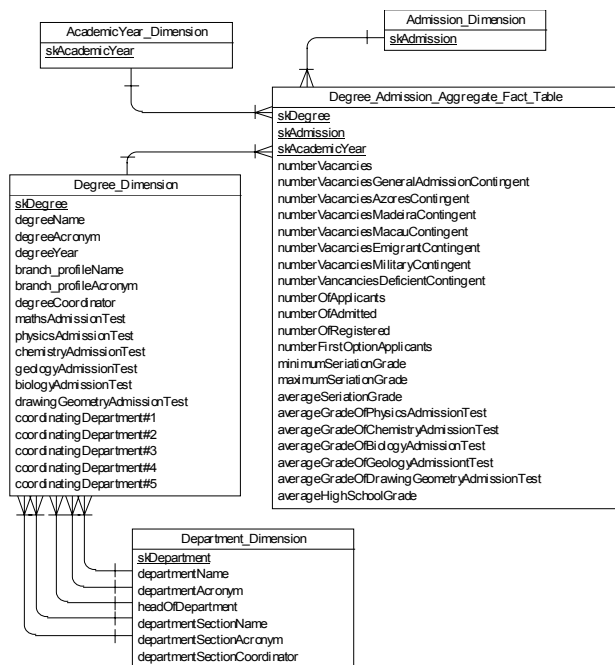 AcademicYear_Dimension
skAcademicYear
Admission_Dimension
skAdmission
Degree_Admission_Aggregate_Fact_Table
skDegree
skAdmission
skAcademicYear
numberVacancies
numberVacanciesGeneralAdmissionContingent
numberVacanciesAzoresContingent
numberVacanciesMadeiraContingent
numberVacanciesMacauContingent
numberVacanciesEmigrantContingent
numberVacanciesMilitaryContingent
numberVancanciesDeficientContingent
numberOfApplicants
numberOfAdmitted
numberOfRegistered
numberFirstOptionApplicants
minimumSeriationGrade
maximumSeriationGrade
averageSeriationGrade
averageGradeOfPhysicsAdmissionTest
averageGradeOfChemistryAdmissionTest
averageGradeOfBiologyAdmissionTest
averageGradeOfGeologyAdmissiontTest
averageGradeOfDrawingGeometryAdmissionTest
averageHighSchoolGrade
Degree_Dimension
skDegree
degreeName
degreeAcronym
degreeYear
branch_profileName
branch_profileAcronym
degreeCoordinator
mathsAdmissionTest
physicsAdmissionTest
chemistryAdmissionTest
geologyAdmissionTest
biologyAdmissionTest
drawingGeometryAdmissionTest
coordinatingDepartment#1
coordinatingDepartment#2
coordinatingDepartment#3
coordinatingDepartment#4
coordinatingDepartment#5
Department_Dimension
skDepartment
departmentName
departmentAcronym
headOfDepartment
departmentSectionName
departmentSectionAcronym
departmentSectionCoordinator